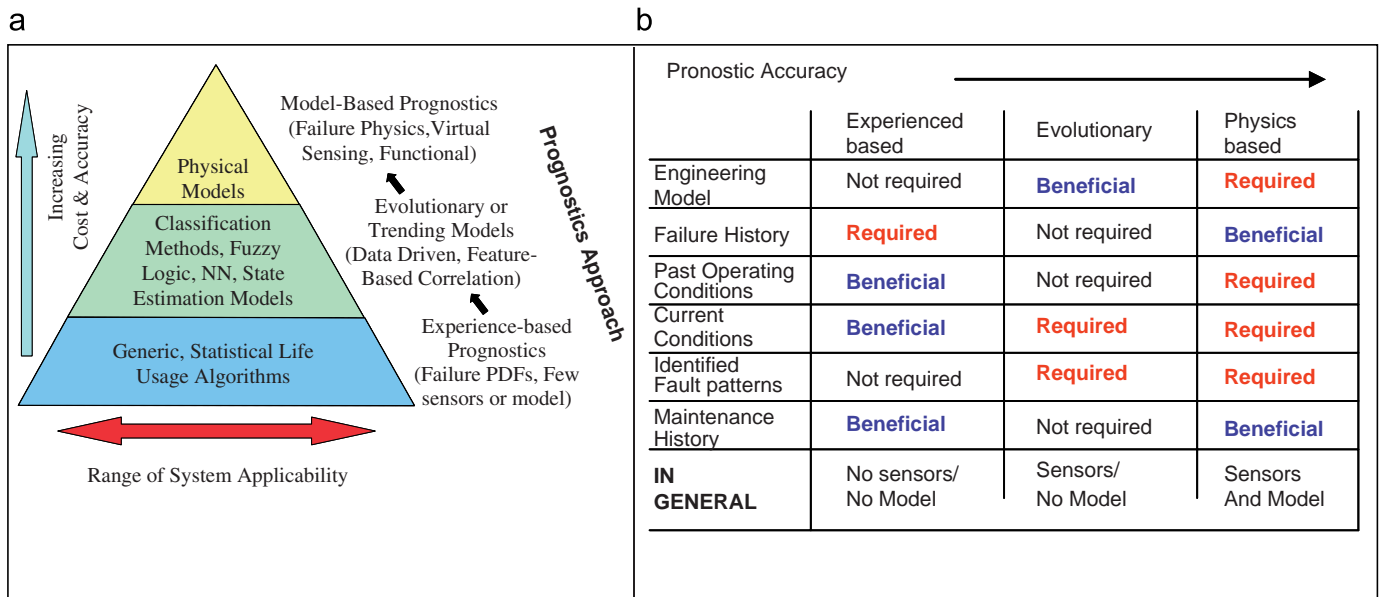 a
b
Increasing
Cost & Accuracy
Physical
Models
Classification
Methods, Fuzzy
Logic, NN, State
Estimation Models
Generic, Statistical Life
Usage Algorithms
Model-Based Prognostics
(Failure Physics,Virtual
Sensing, Functional)
Evolutionary or
Trending Models
(Data Driven, Feature-
Based Correlation)
Experience-based
Prognostics
(Failure PDFs, Few
sensors or model)
Prognostics Approach
Range of System Applicability
Pronostic Accuracy
Experienced
based
Evolutionary
Physics
based
Engineering
Model
Not required
Beneficial
Required
Failure History
Required
Not required
Beneficial
Past Operating
Conditions
Beneficial
Not required
Required
Current
Conditions
Beneficial
Required
Required
Identified
Fault patterns
Not required
Required
Required
Maintenance
History
Beneficial
Not required
Beneficial
IN
GENERAL
No sensors/
No Model
Sensors/
No Model
Sensors
And Model